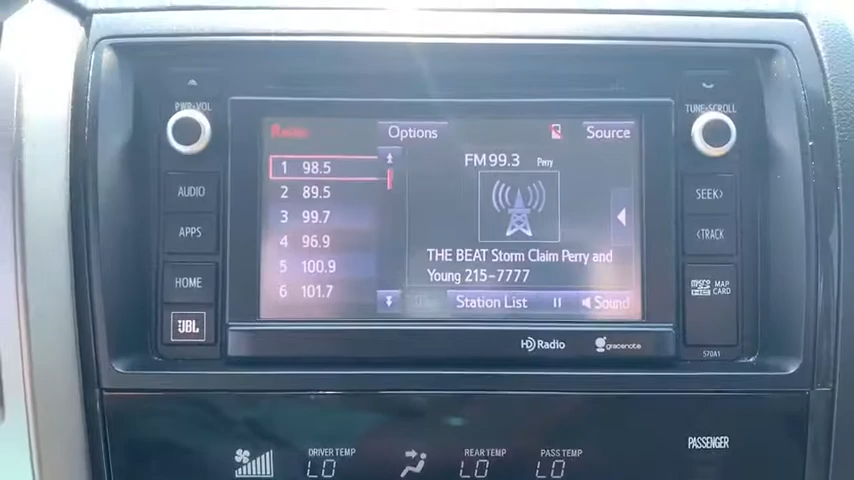 PWR•VOL
TUNE•SCROLL
Radio
Options
Source
FM 99.3 Perry
1 98.5
2 89.5
3 99.7
4 96.9
5 100.9
6 101.7
THE BEAT Storm Claim Perry and
Young 215-7777
Station List
Sound
AUDIO
APPS
HOME
JBL
SEEK>
<TRACK
micro SD HC MAP CARD
HD Radio
gracenote
570A1
PASSENGER
DRIVER TEMP
LO
REAR TEMP
LO
PASS TEMP
LO